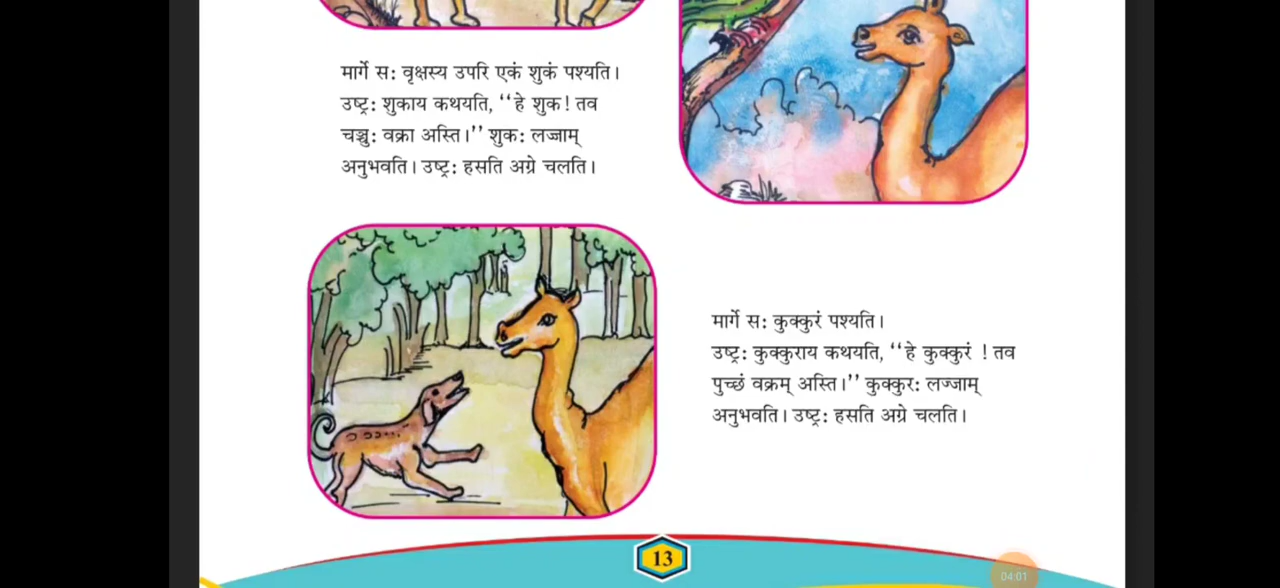 मार्गे स: वृक्षस्य उपरि एकं शुकं पश्यति।
उष्ट्र: शुकाय कथयति, ‘‘हे शुक! तव
चञ्चु: वक्रा अस्ति।’’ शुक: लज्जाम्
अनुभवति। उष्ट्र: हसति अग्रे चलति।
मार्गे स: कुक्कुरं पश्यति।
उष्ट्र: कुक्कुराय कथयति, ‘‘हे कुक्कुरं ! तव
पुच्छं वक्रम् अस्ति।’’ कुक्कुर: लज्जाम्
अनुभवति। उष्ट्र: हसति अग्रे चलति।
13
04:01